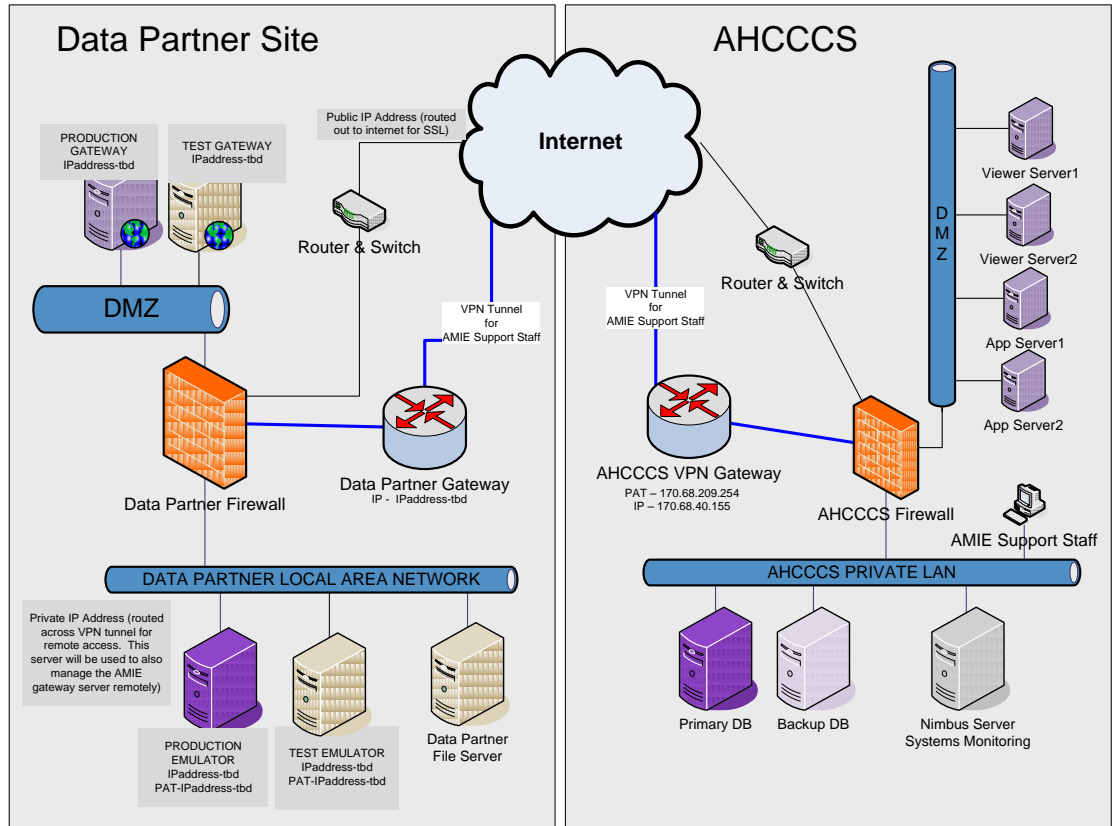 Data Partner Site
PRODUCTION
GATEWAY
IPaddress-tbd
TEST GATEWAY
IPaddress-tbd
Public IP Address (routed
out to internet for SSL)
Router & Switch
DMZ
VPN Tunnel
for
AMIE Support Staff
Data Partner Firewall
Data Partner Gateway
IP - IPaddress-tbd
DATA PARTNER LOCAL AREA NETWORK
Private IP Address (routed
across VPN tunnel for
remote access. This
server will be used to also
manage the AMIE
gateway server remotely)
PRODUCTION
EMULATOR
IPaddress-tbd
PAT-IPaddress-tbd
TEST EMULATOR
IPaddress-tbd
PAT-IPaddress-tbd
Data Partner
File Server
Internet
AHCCCS
Router & Switch
VPN Tunnel
for
AMIE Support Staff
D
M
Z
Viewer Server1
Viewer Server2
App Server1
App Server2
AHCCCS VPN Gateway
PAT – 170.68.209.254
IP – 170.68.40.155
AHCCCS Firewall
AMIE Support Staff
AHCCCS PRIVATE LAN
Primary DB
Backup DB
Nimbus Server
Systems Monitoring